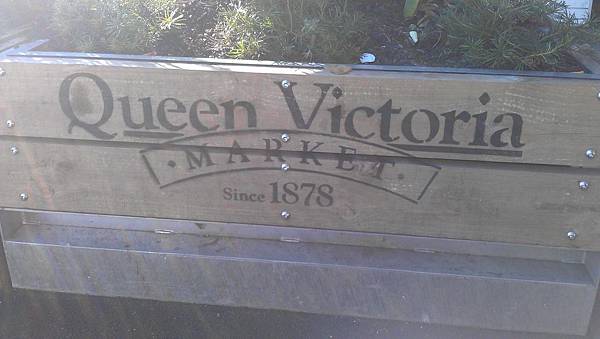 Queen Victoria
· MARKET ·
Since 1878